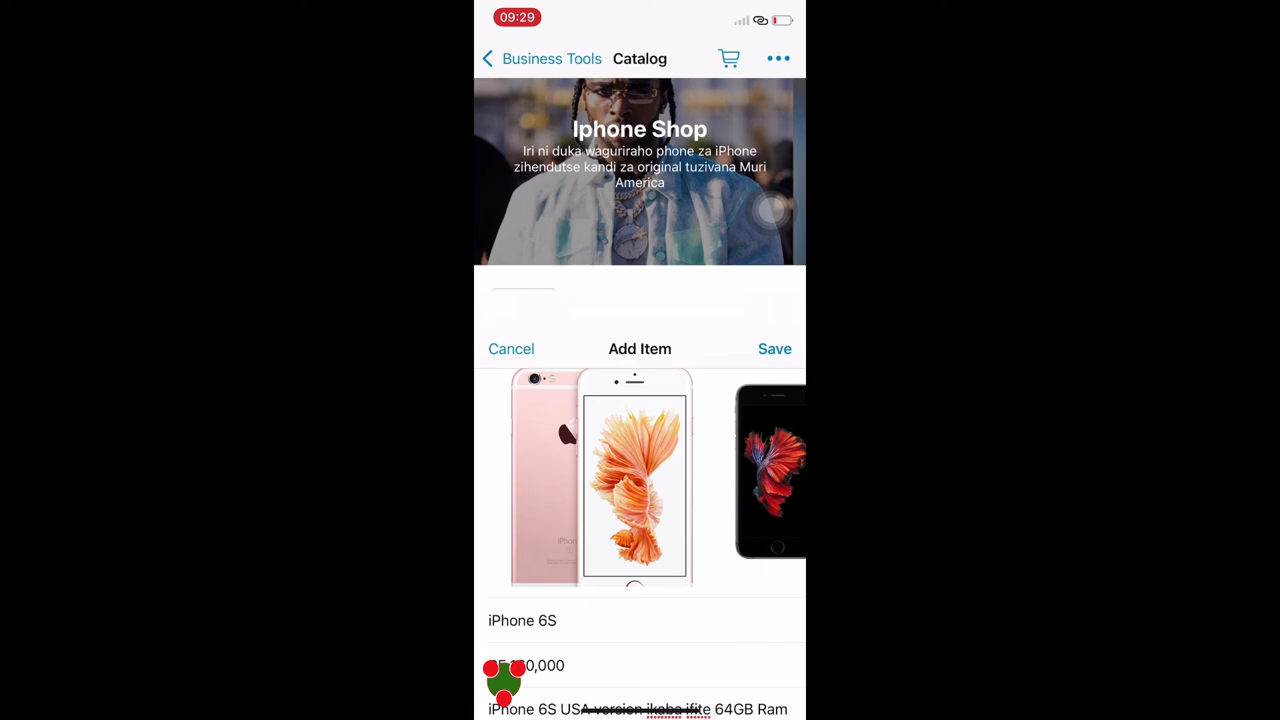 09:29
Business Tools Catalog
Iphone Shop
Iri ni duka waguriraho phone za iPhone
zihendutse kandi za original tuzivana Muri
America
Cancel Add Item Save
iPhone 6S
0,000
iPhone 6S USA version ikaba ifite 64GB Ram